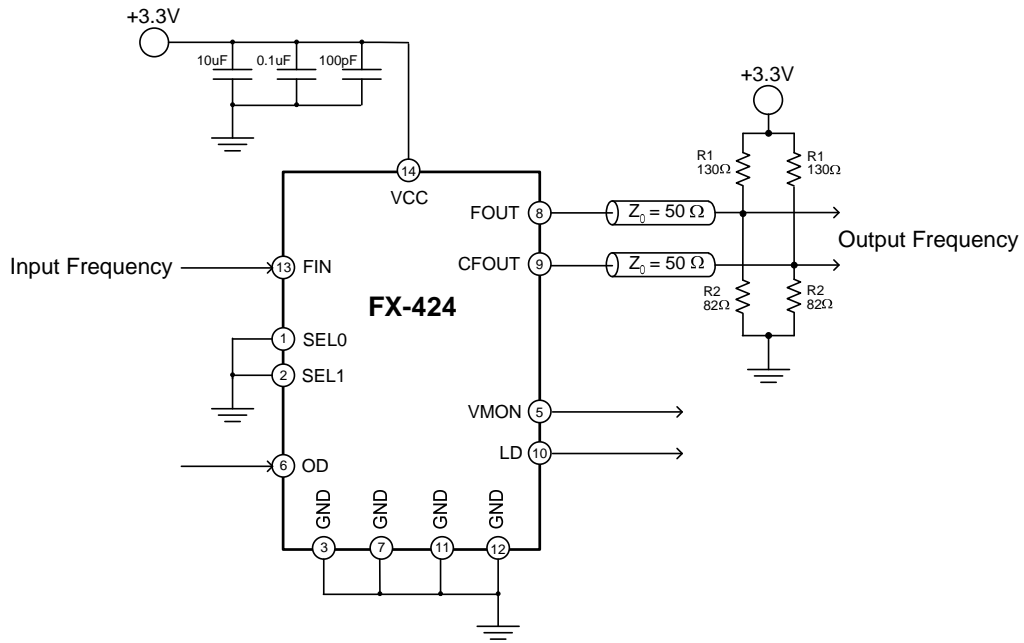 +3.3V
10uF 0.1uF 100pF
+3.3V
R1
130Ω
R1
130Ω
14
VCC
FOUT 8 Z₀ = 50 Ω
Output Frequency
Input Frequency 13 FIN
CFOUT 9 Z₀ = 50 Ω
R2
82Ω
R2
82Ω
FX-424
1 SEL0
2 SEL1
VMON 5
LD 10
6 OD
GND GND GND GND
3 7 11 12